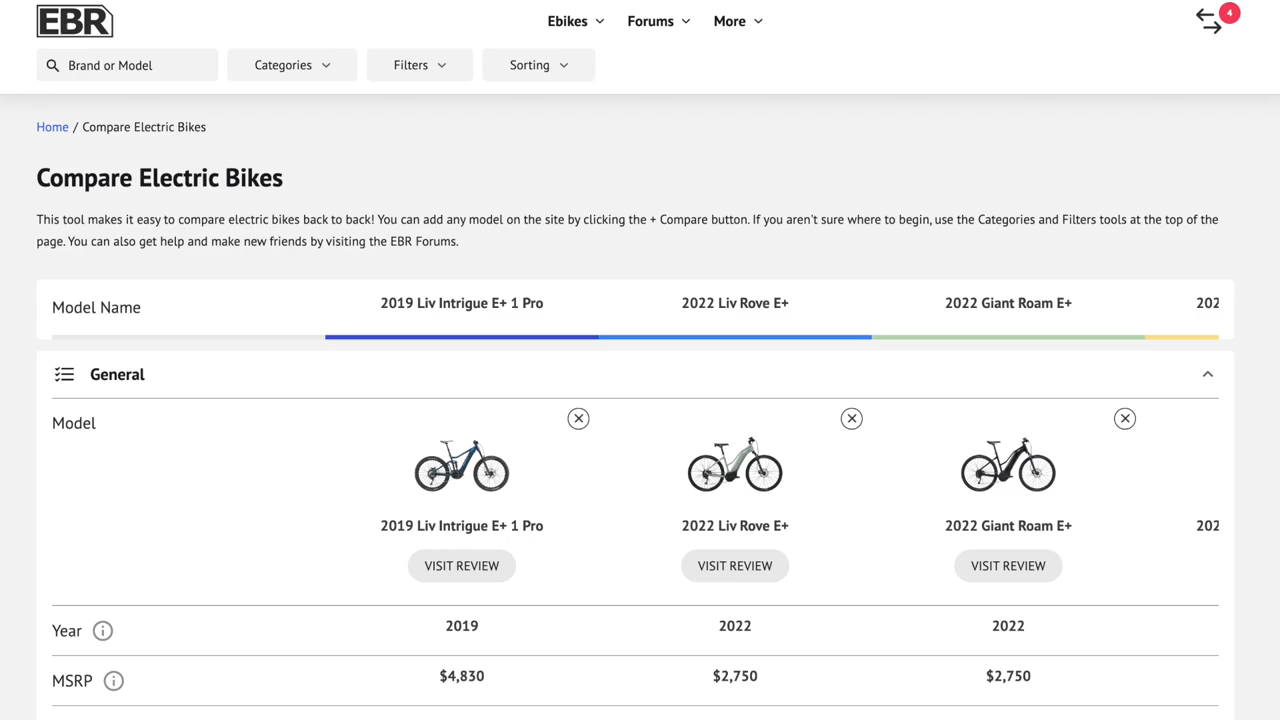 EBR
Ebikes Forums More
4
Brand or Model Categories Filters Sorting
Home / Compare Electric Bikes
Compare Electric Bikes
This tool makes it easy to compare electric bikes back to back! You can add any model on the site by clicking the + Compare button. If you aren't sure where to begin, use the Categories and Filters tools at the top of the
page. You can also get help and make new friends by visiting the EBR Forums.
Model Name 2019 Liv Intrigue E+ 1 Pro 2022 Liv Rove E+ 2022 Giant Roam E+ 202
General
Model
2019 Liv Intrigue E+ 1 Pro 2022 Liv Rove E+ 2022 Giant Roam E+ 202
VISIT REVIEW VISIT REVIEW VISIT REVIEW
Year 2019 2022 2022
MSRP $4,830 $2,750 $2,750